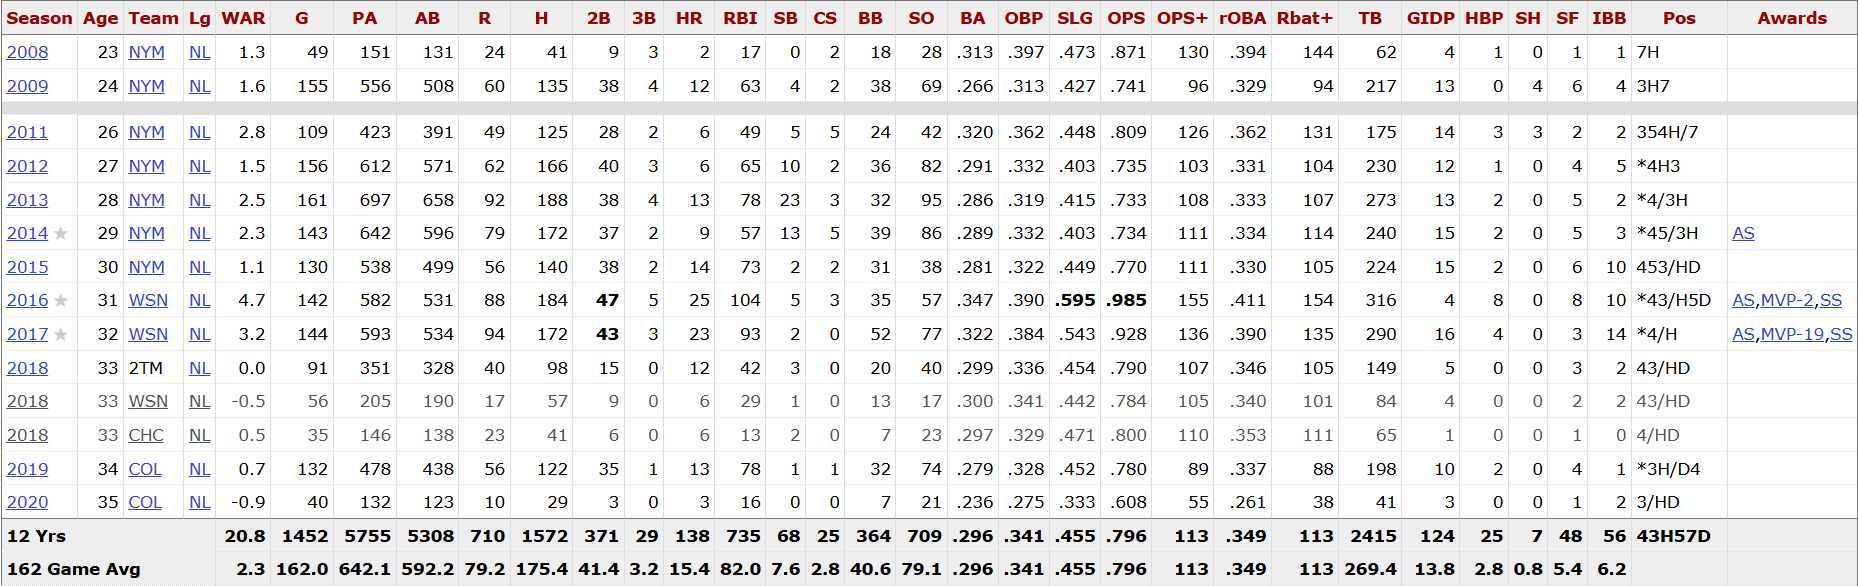 Season Age Team Lg WAR G PA AB R H 2B 3B HR RBI SB CS BB SO BA OBP SLG OPS OPS+ rOBA Rbat+ TB GIDP HBP SH SF IBB Pos Awards
2008 23 NYM NL 1.3 49 151 131 24 41 9 3 2 17 0 2 18 28 .313 .397 .473 .871 130 .394 144 62 4 1 0 1 1 7H
2009 24 NYM NL 1.6 155 556 508 60 135 38 4 12 63 4 2 38 69 .266 .313 .427 .741 96 .329 94 217 13 0 4 6 4 3H7
2011 26 NYM NL 2.8 109 423 391 49 125 28 2 6 49 5 5 24 42 .320 .362 .448 .809 126 .362 131 175 14 3 3 2 2 354H/7
2012 27 NYM NL 1.5 156 612 571 62 166 40 3 6 65 10 2 36 82 .291 .332 .403 .735 103 .331 104 230 12 1 0 4 5 *4H3
2013 28 NYM NL 2.5 161 697 658 92 188 38 4 13 78 23 3 32 95 .286 .319 .415 .733 108 .333 107 273 13 2 0 5 2 *4/3H
2014 ★ 29 NYM NL 2.3 143 642 596 79 172 37 2 9 57 13 5 39 86 .289 .332 .403 .734 111 .334 114 240 15 2 0 5 3 *45/3H AS
2015 30 NYM NL 1.1 130 538 499 56 140 38 2 14 73 2 2 31 38 .281 .322 .449 .770 111 .330 105 224 15 2 0 6 10 453/HD
2016 ★ 31 WSN NL 4.7 142 582 531 88 184 47 5 25 104 5 3 35 57 .347 .390 .595 .985 155 .411 154 316 4 8 0 8 10 *43/H5D AS,MVP-2,SS
2017 ★ 32 WSN NL 3.2 144 593 534 94 172 43 3 23 93 2 0 52 77 .322 .384 .543 .928 136 .390 135 290 16 4 0 3 14 *4/H AS,MVP-19,SS
2018 33 2TM NL 0.0 91 351 328 40 98 15 0 12 42 3 0 20 40 .299 .336 .454 .790 107 .346 105 149 5 0 0 3 2 43/HD
2018 33 WSN NL -0.5 56 205 190 17 57 9 0 6 29 1 0 13 17 .300 .341 .442 .784 105 .340 101 84 4 0 0 2 2 43/HD
2018 33 CHC NL 0.5 35 146 138 23 41 6 0 6 13 2 0 7 23 .297 .329 .471 .800 110 .353 111 65 1 0 0 1 0 4/HD
2019 34 COL NL 0.7 132 478 438 56 122 35 1 13 78 1 1 32 74 .279 .328 .452 .780 89 .337 88 198 10 2 0 4 1 *3H/D4
2020 35 COL NL -0.9 40 132 123 10 29 3 0 3 16 0 0 7 21 .236 .275 .333 .608 55 .261 38 41 3 0 0 1 2 3/HD
12 Yrs 20.8 1452 5755 5308 710 1572 371 29 138 735 68 25 364 709 .296 .341 .455 .796 113 .349 113 2415 124 25 7 48 56 43H57D
162 Game Avg 2.3 162.0 642.1 592.2 79.2 175.4 41.4 3.2 15.4 82.0 7.6 2.8 40.6 79.1 .296 .341 .455 .796 113 .349 113 269.4 13.8 2.8 0.8 5.4 6.2